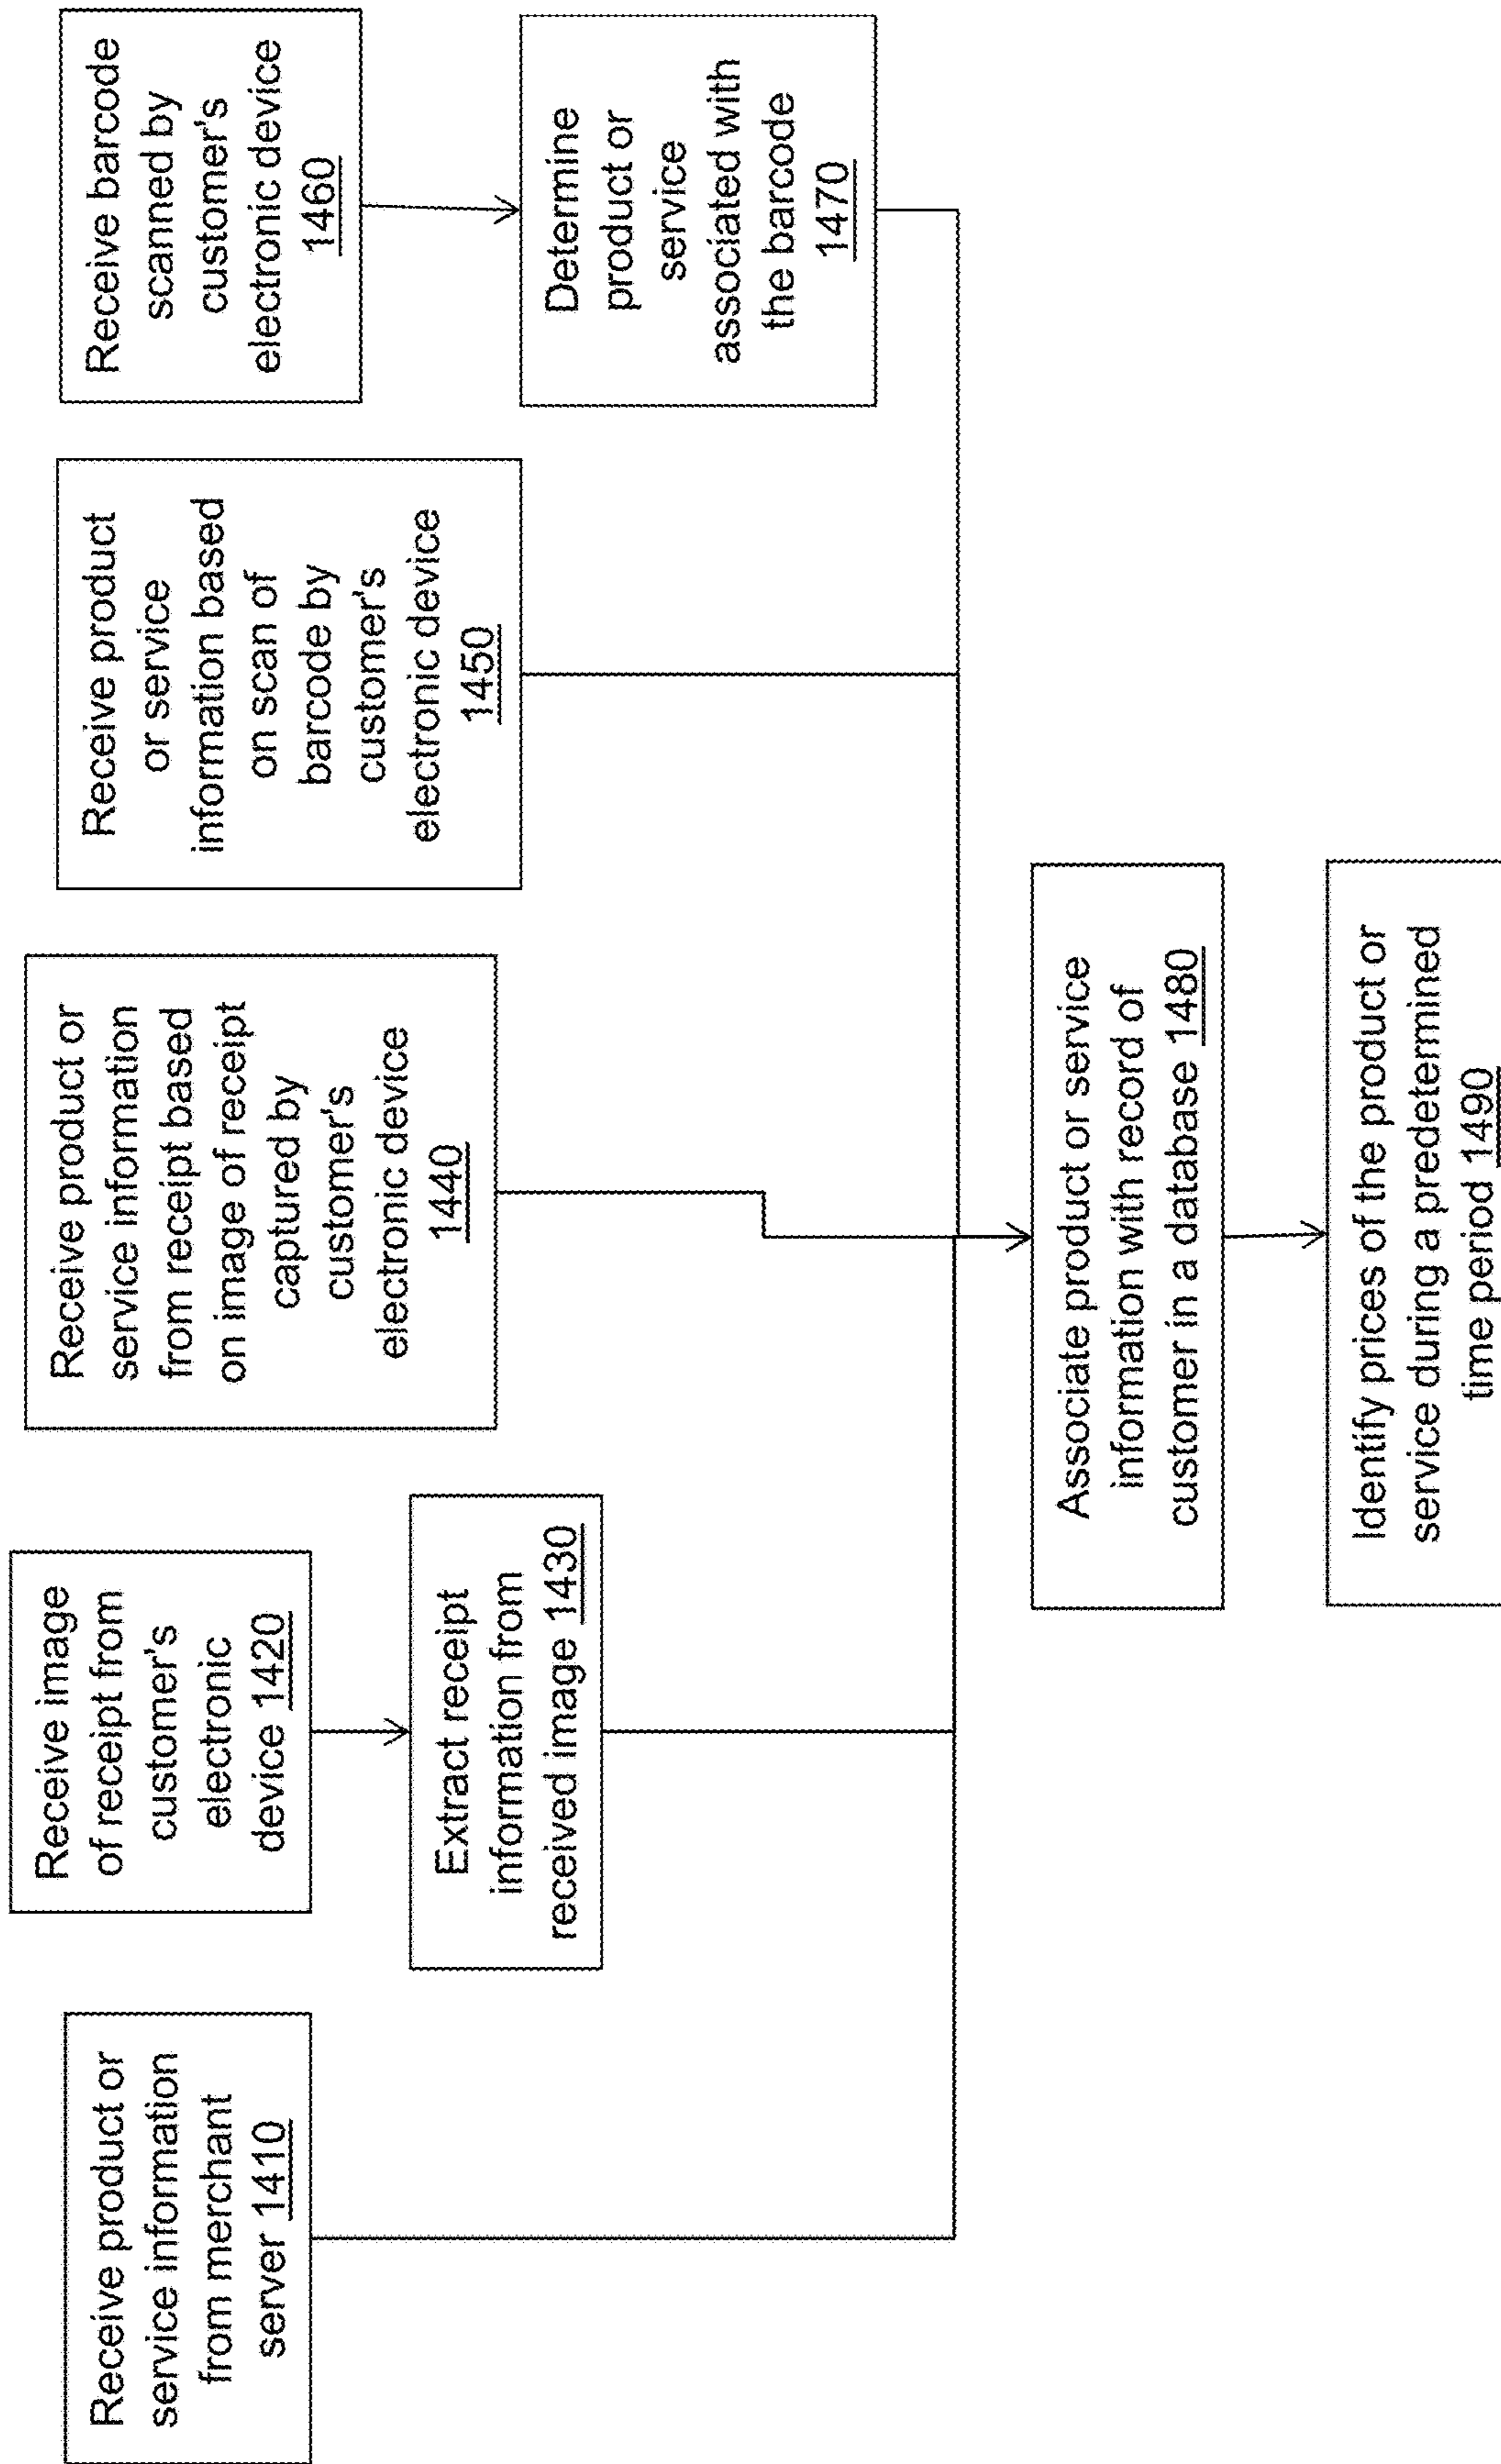 Receive product or
service information
from merchant
server 1410
Receive image
of receipt from
customer's
electronic
device 1420
Extract receipt
information from
received image 1430
Receive product or
service information
from receipt based
on image of receipt
captured by
customer's
electronic device
1440
Receive product
or service
information based
on scan of
barcode by
customer's
electronic device
1450
Receive barcode
scanned by
customer's
electronic device
1460
Determine
product or
service
associated with
the barcode
1470
Associate product or service
information with record of
customer in a database 1480
Identify prices of the product or
service during a predetermined
time period 1490